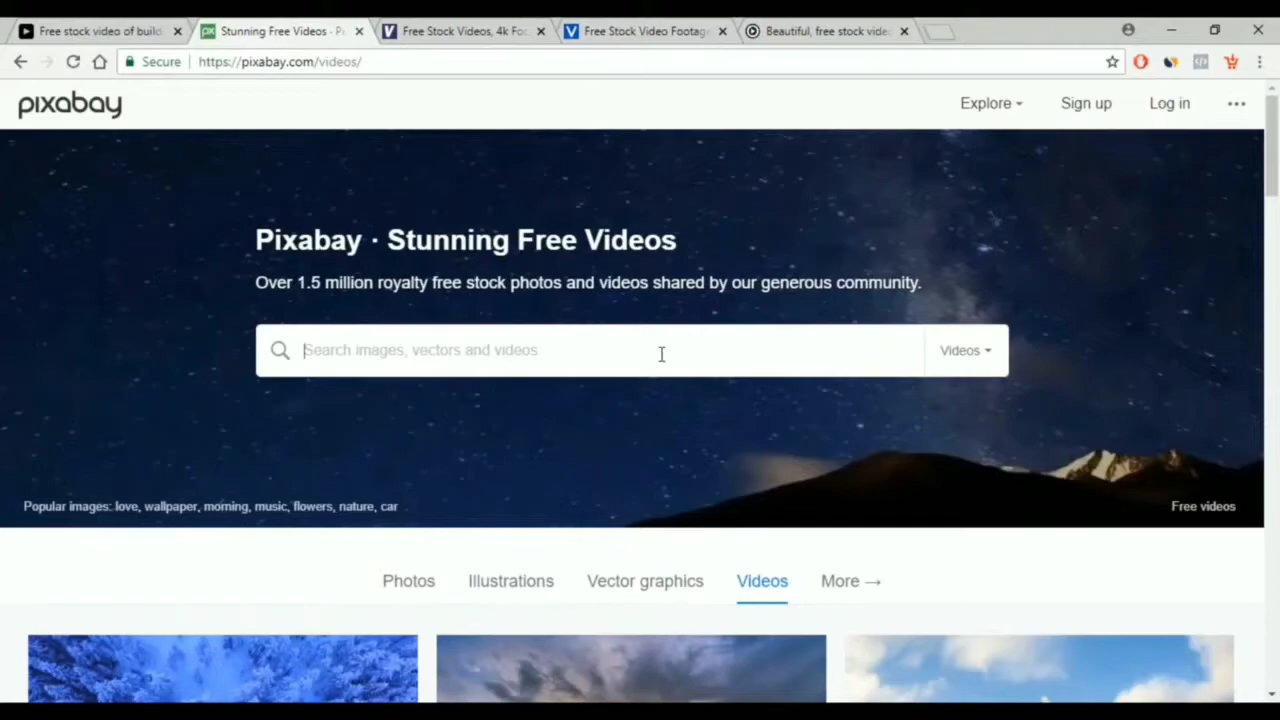 Free stock video of build
Stunning Free Videos - P
Free Stock Videos, 4k Foo
Free Stock Video Footag
Beautiful, free stock vide
Secure
https://pixabay.com/videos/
pixabay
Explore
Sign up
Log in
Pixabay · Stunning Free Videos
Over 1.5 million royalty free stock photos and videos shared by our generous community.
Search images, vectors and videos
Videos
Popular images: love, wallpaper, morning, music, flowers, nature, car
Free videos
Photos
Illustrations
Vector graphics
Videos
More →